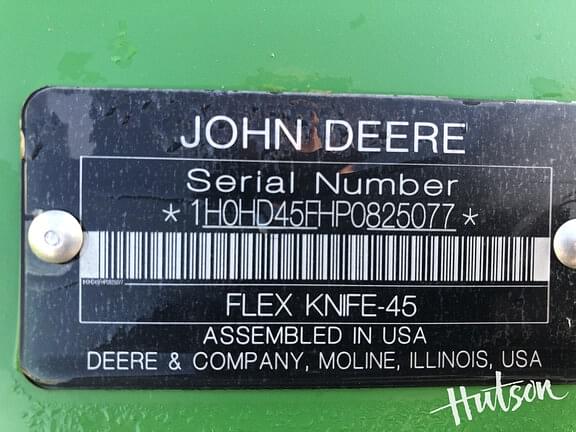 JOHN DEERE
Serial Number
*1H0HD45FHP0825077*
FLEX KNIFE-45
ASSEMBLED IN USA
DEERE & COMPANY, MOLINE, ILLINOIS, USA
Hutson